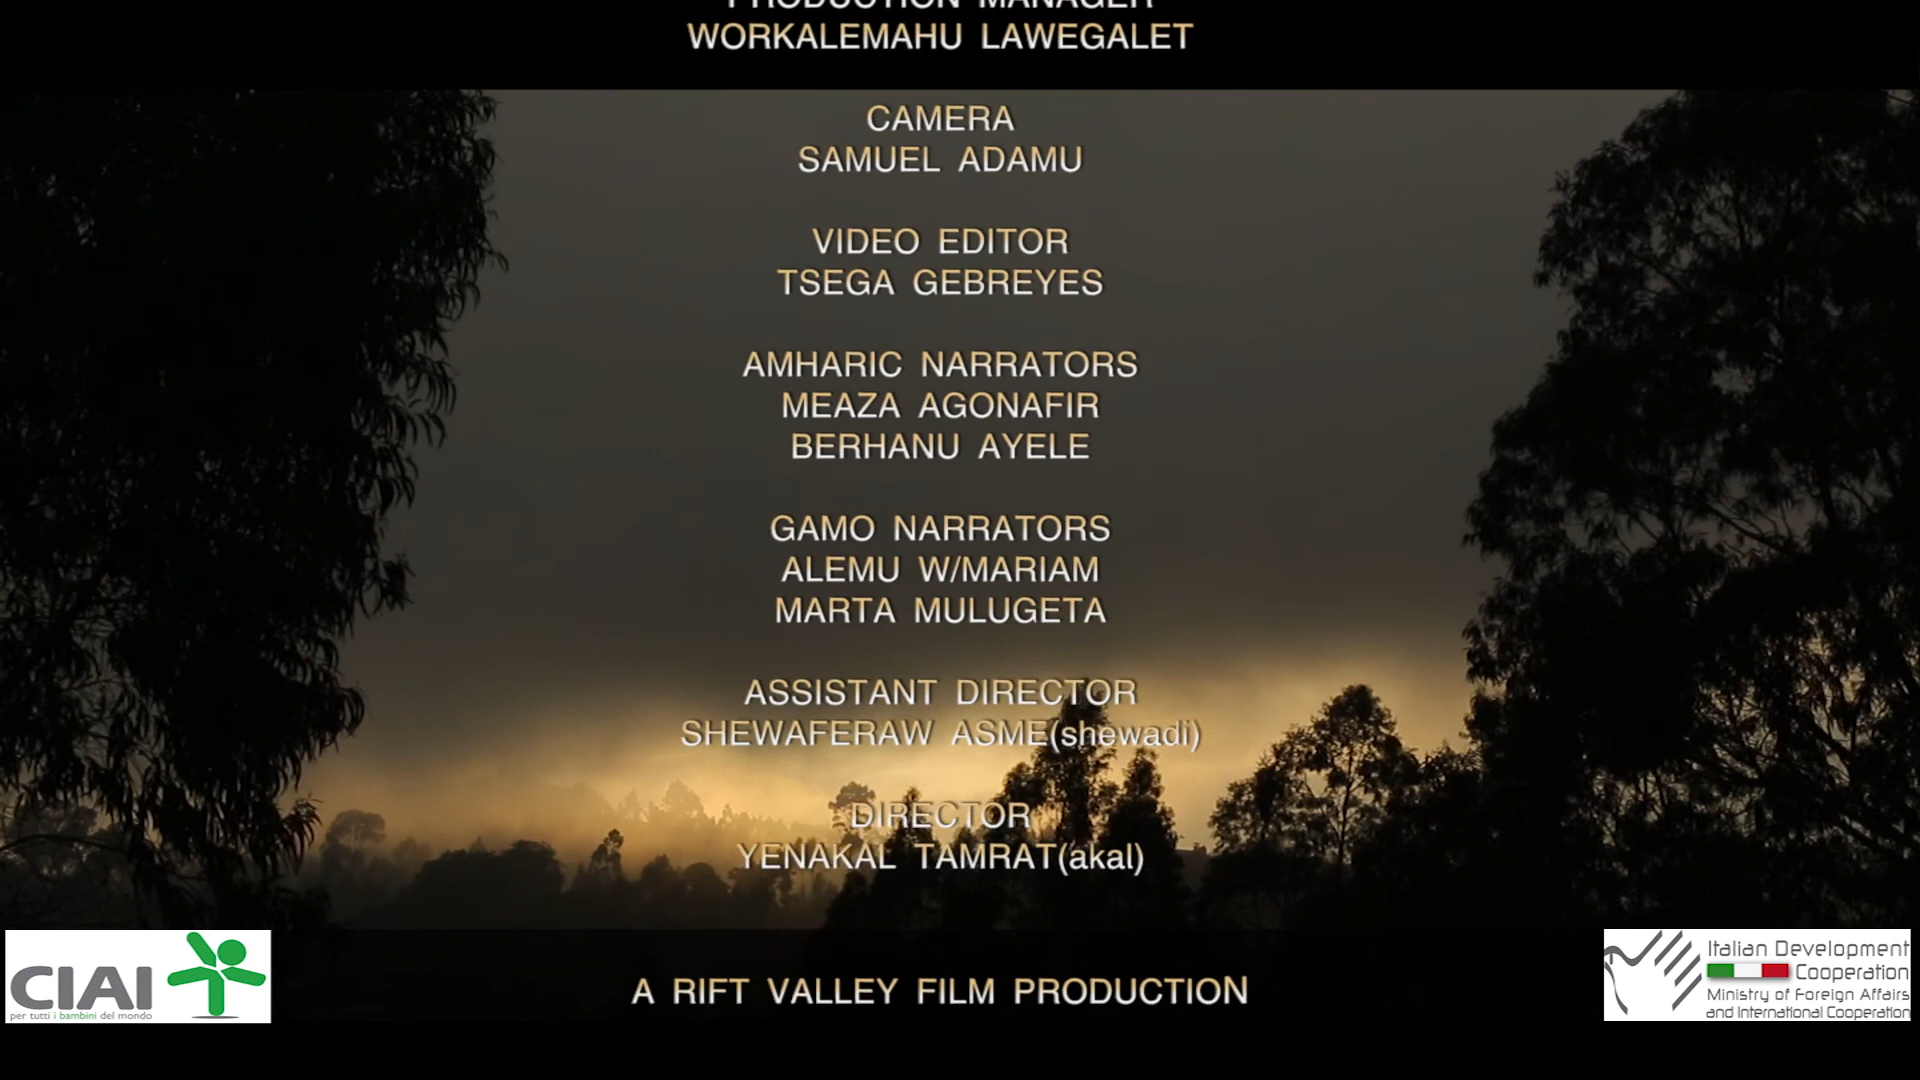 PRODUCTION MANAGER
WORKALEMAHU LAWEGALET
CAMERA
SAMUEL ADAMU
VIDEO EDITOR
TSEGA GEBREYES
AMHARIC NARRATORS
MEAZA AGONAFIR
BERHANU AYELE
GAMO NARRATORS
ALEMU W/MARIAM
MARTA MULUGETA
ASSISTANT DIRECTOR
SHEWAFERAW ASME(shewadi)
DIRECTOR
YENAKAL TAMRAT(akal)
A RIFT VALLEY FILM PRODUCTION
CIAI
per tutti i bambini del mondo
Italian Development
Cooperation
Ministry of Foreign Affairs
and International Cooperation